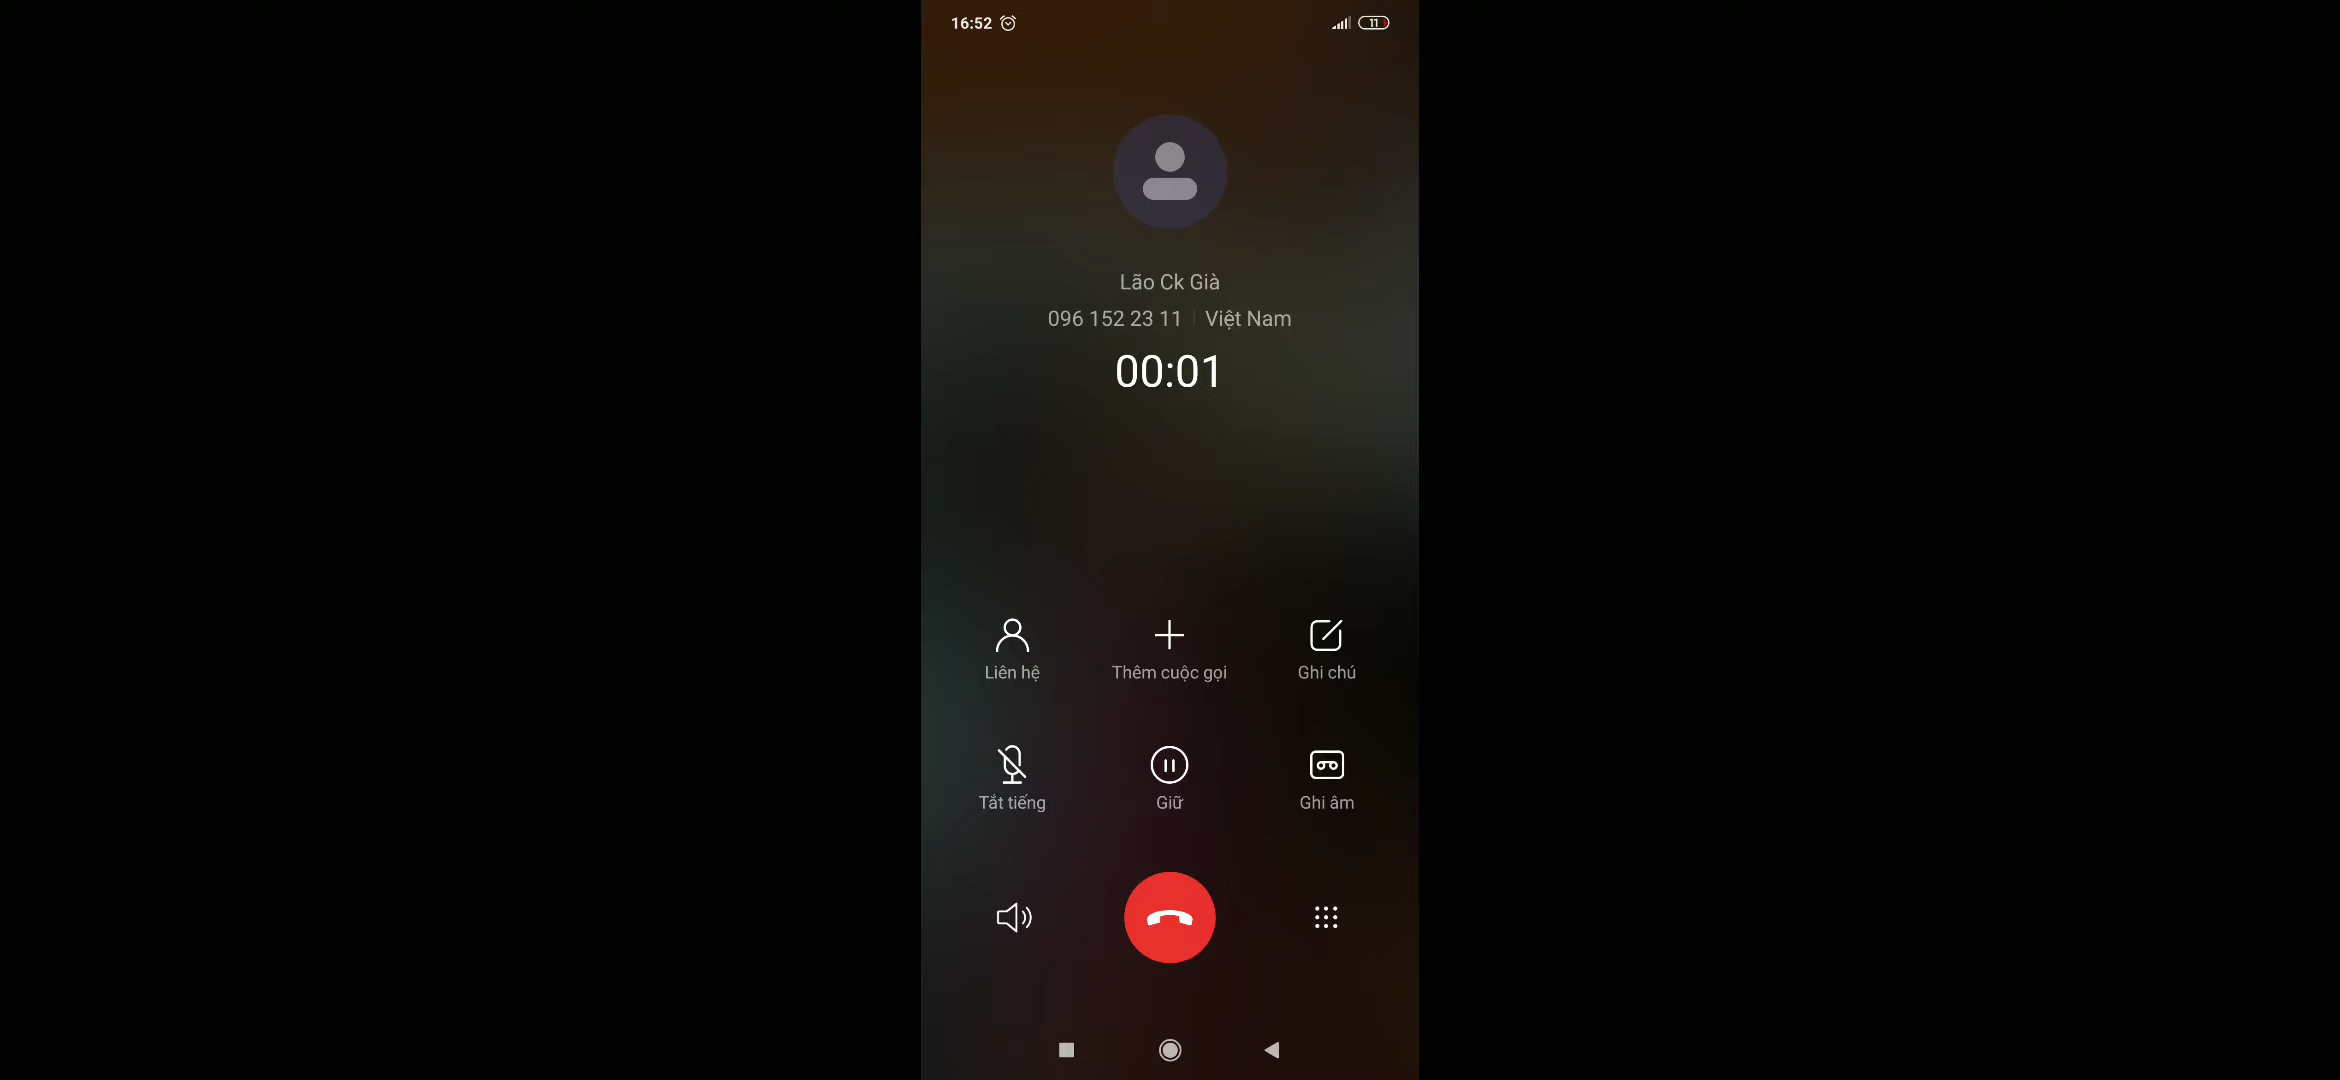 16:52
11
Lão Ck Già
096 152 23 11 Việt Nam
00:01
Liên hệ
Thêm cuộc gọi
Ghi chú
Tắt tiếng
Giữ
Ghi âm